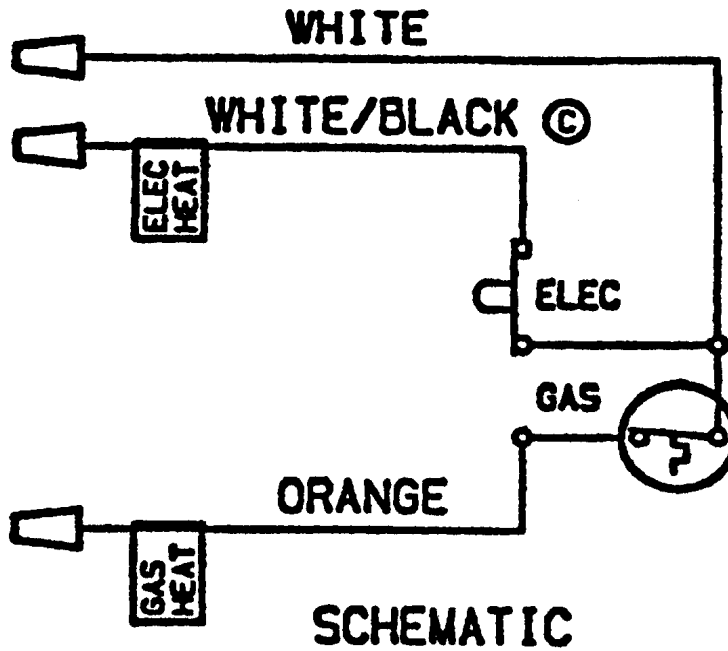 WHITE
WHITE/BLACK ©
ELEC
HEAT
ELEC
GAS
ORANGE
GAS
HEAT
SCHEMATIC